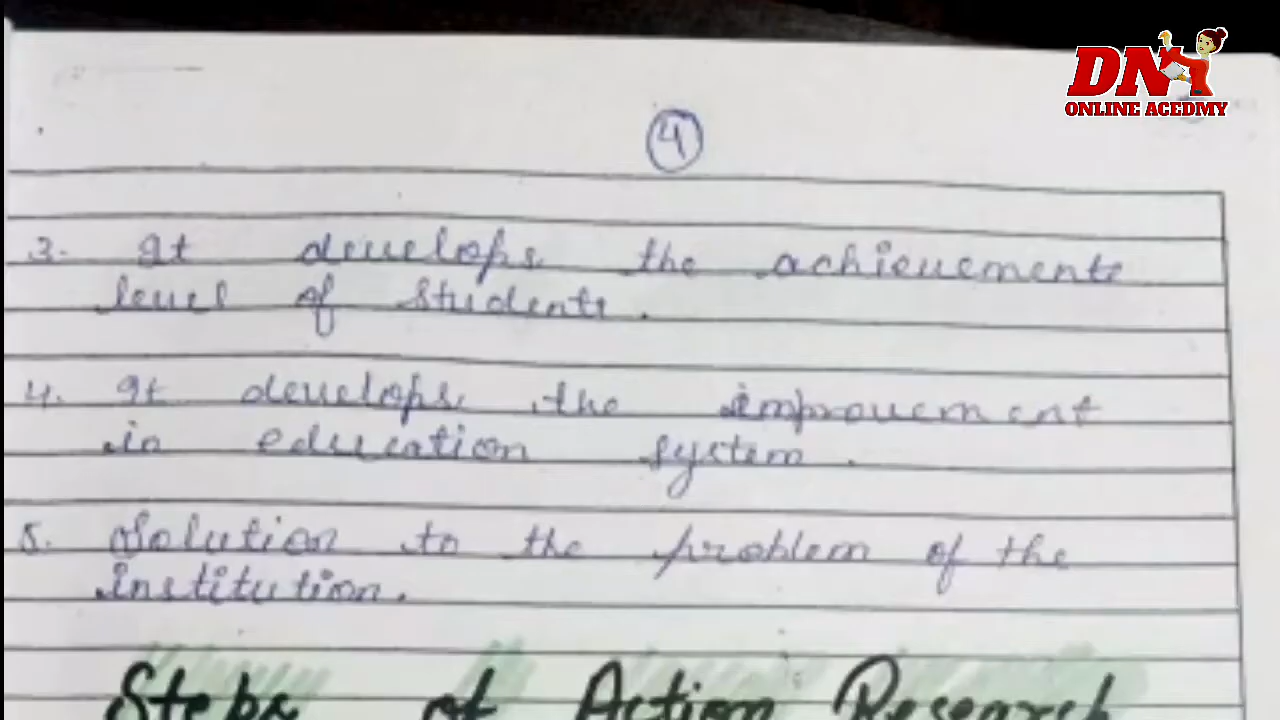 DNA
ONLINE ACEDMY
4
3. It develops the achievements
level of students.
4. It develops the improvement
in education system.
5. Solution to the problem of the
institution.
Steps of Action Research